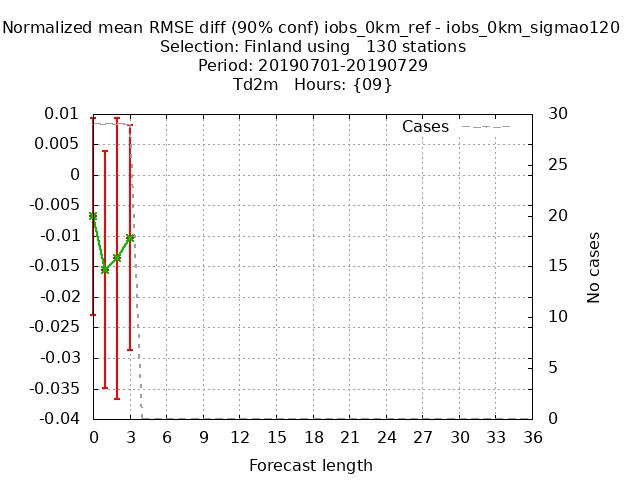 Normalized mean RMSE diff (90% conf) iobs_0km_ref - iobs_0km_sigmao120
Selection: Finland using   130 stations
Period: 20190701-20190729
Td2m   Hours: {09}
Cases
0.01
0.005
0
-0.005
-0.01
-0.015
-0.02
-0.025
-0.03
-0.035
-0.04
30
25
20
15
10
5
0
No cases
0 3 6 9 12 15 18 21 24 27 30 33 36
Forecast length